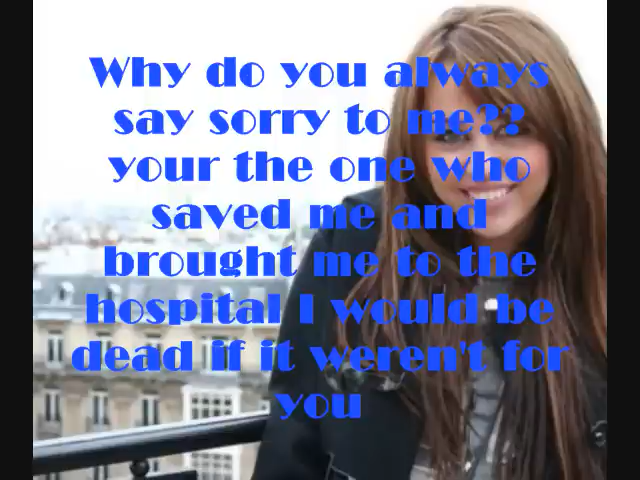 Why do you always
say sorry to me??
your the one who
saved me and
brought me to the
hospital I would be
dead if it weren't for
you